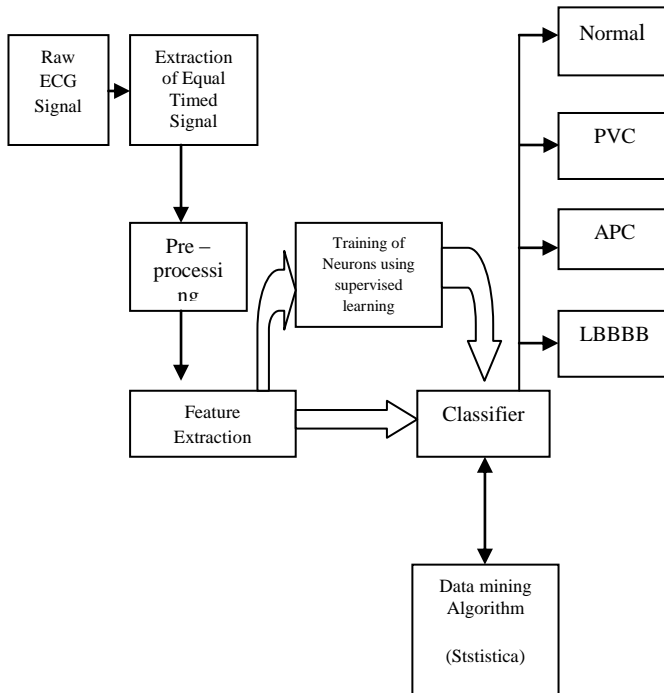 Raw
ECG
Signal
Extraction
of Equal
Timed
Signal
Pre –
processi
ng
Training of
Neurons using
supervised
learning
Feature
Extraction
Classifier
Normal
PVC
APC
LBBBB
Data mining
Algorithm
(Ststistica)